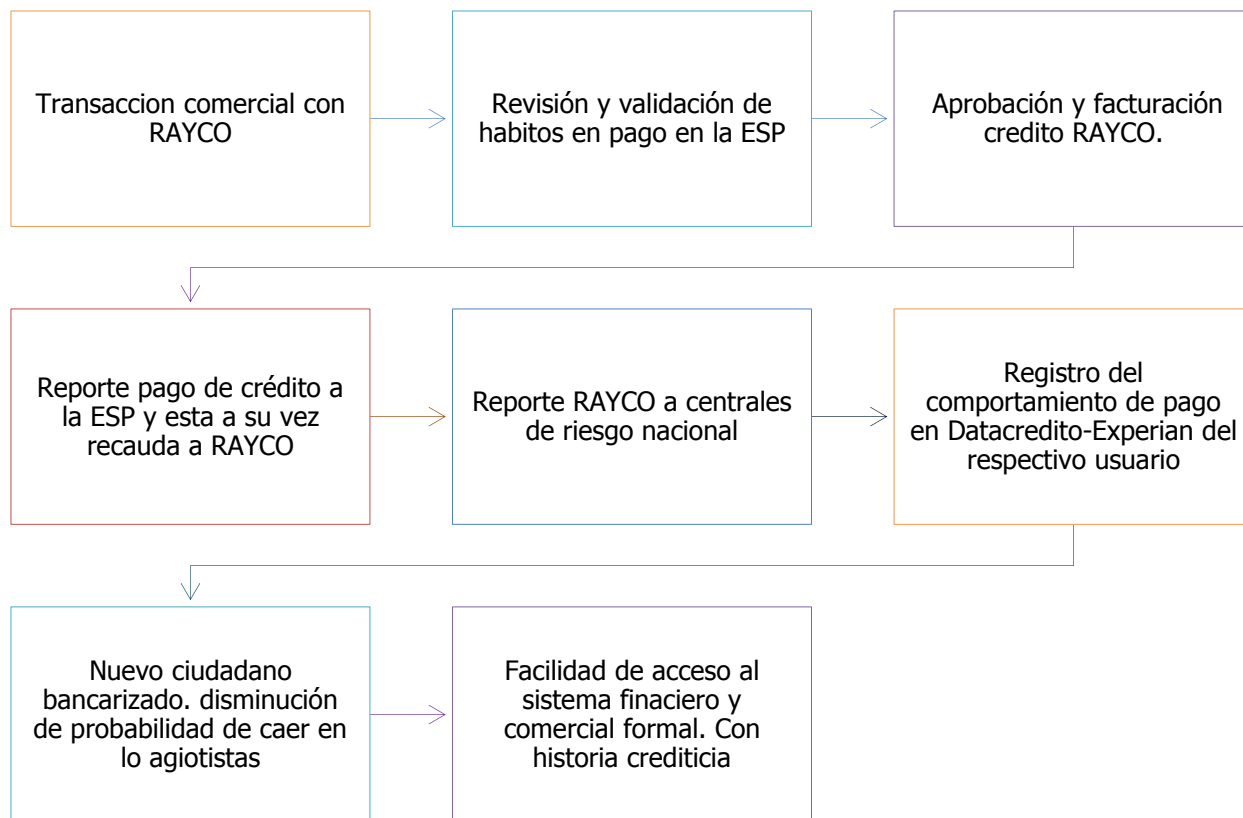 Transaccion comercial con
RAYCO
Revisión y validación de
habitos en pago en la ESP
Aprobación y facturación
credito RAYCO.
Reporte pago de crédito a
la ESP y esta a su vez
recauda a RAYCO
Reporte RAYCO a centrales
de riesgo nacional
Registro del
comportamiento de pago
en Datacredito-Experian del
respectivo usuario
Nuevo ciudadano
bancarizado. disminución
de probabilidad de caer en
lo agiotistas
Facilidad de acceso al
sistema finaciero y
comercial formal. Con
historia crediticia